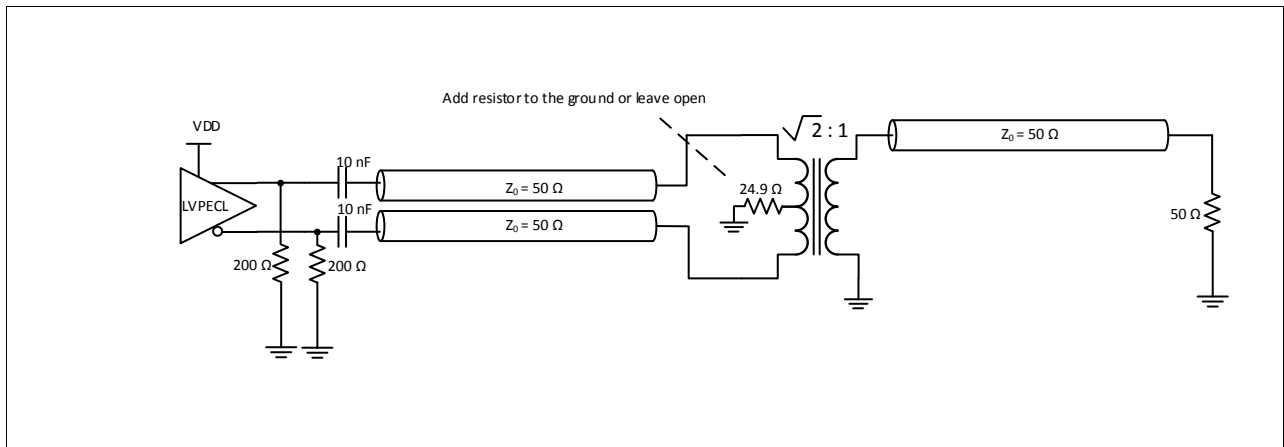 Add resistor to the ground or leave open
VDD
√2 : 1
Z₀ = 50 Ω
10 nF
Z₀ = 50 Ω
LVPECL
24.9 Ω
10 nF
Z₀ = 50 Ω
50 Ω
200 Ω
200 Ω